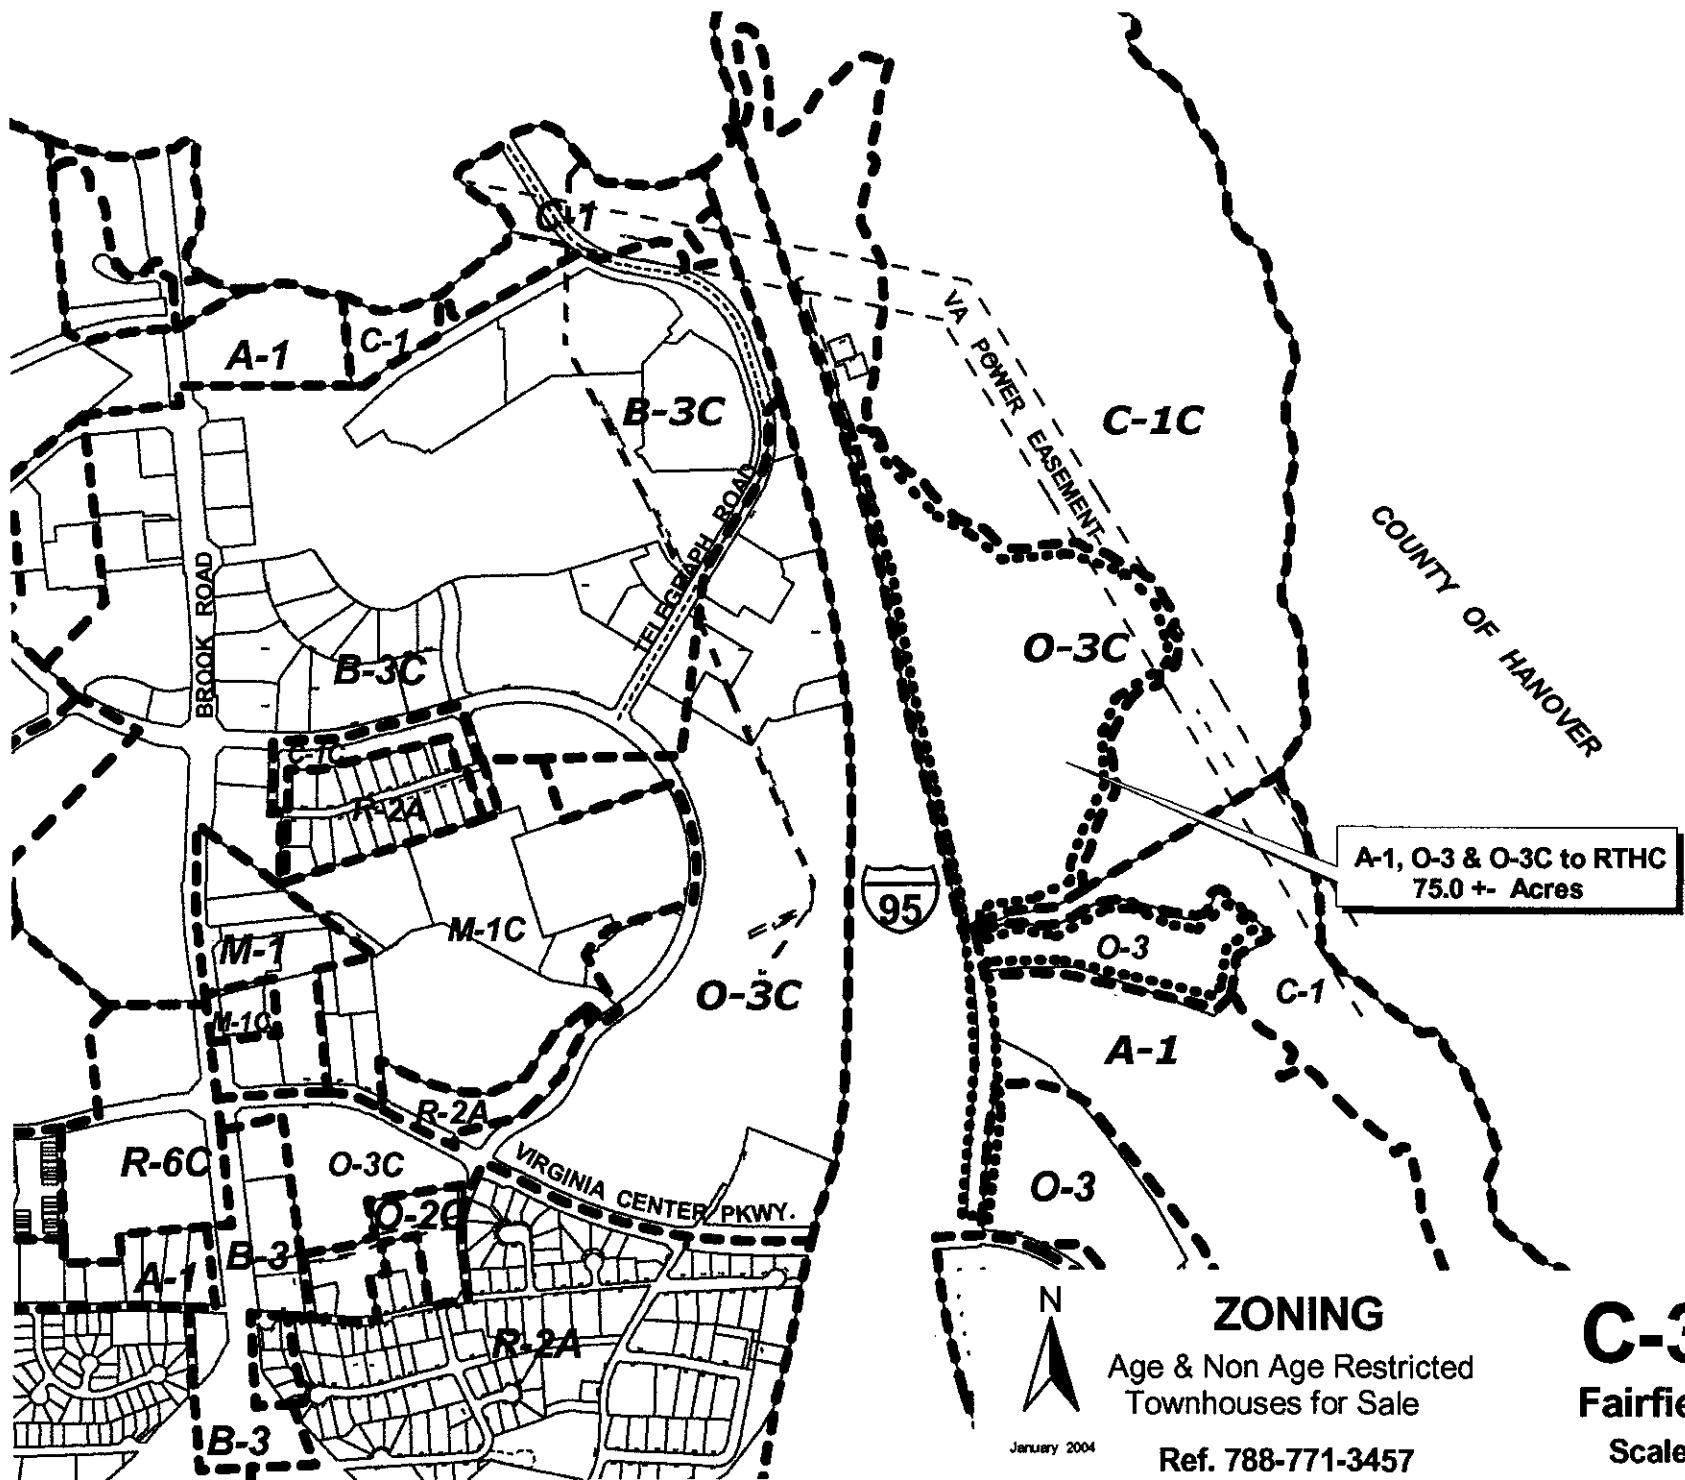 C-1
A-1
C-1
B-3C
C-1C
VA POWER EASEMENT
COUNTY OF HANOVER
TELEGRAPH ROAD
BROOK ROAD
O-3C
B-3C
C-1C
R-2A
A-1, O-3 & O-3C to RTHC
75.0 +- Acres
95
M-1C
M-1
O-3
C-1
O-3C
M-1C
A-1
R-2A
R-6C
O-3C
VIRGINIA CENTER PKWY.
O-3
O-2C
B-3
A-1
R-2A
B-3
N
January 2004
ZONING
Age & Non Age Restricted
Townhouses for Sale
Ref. 788-771-3457
C-3
Fairfie
Scale